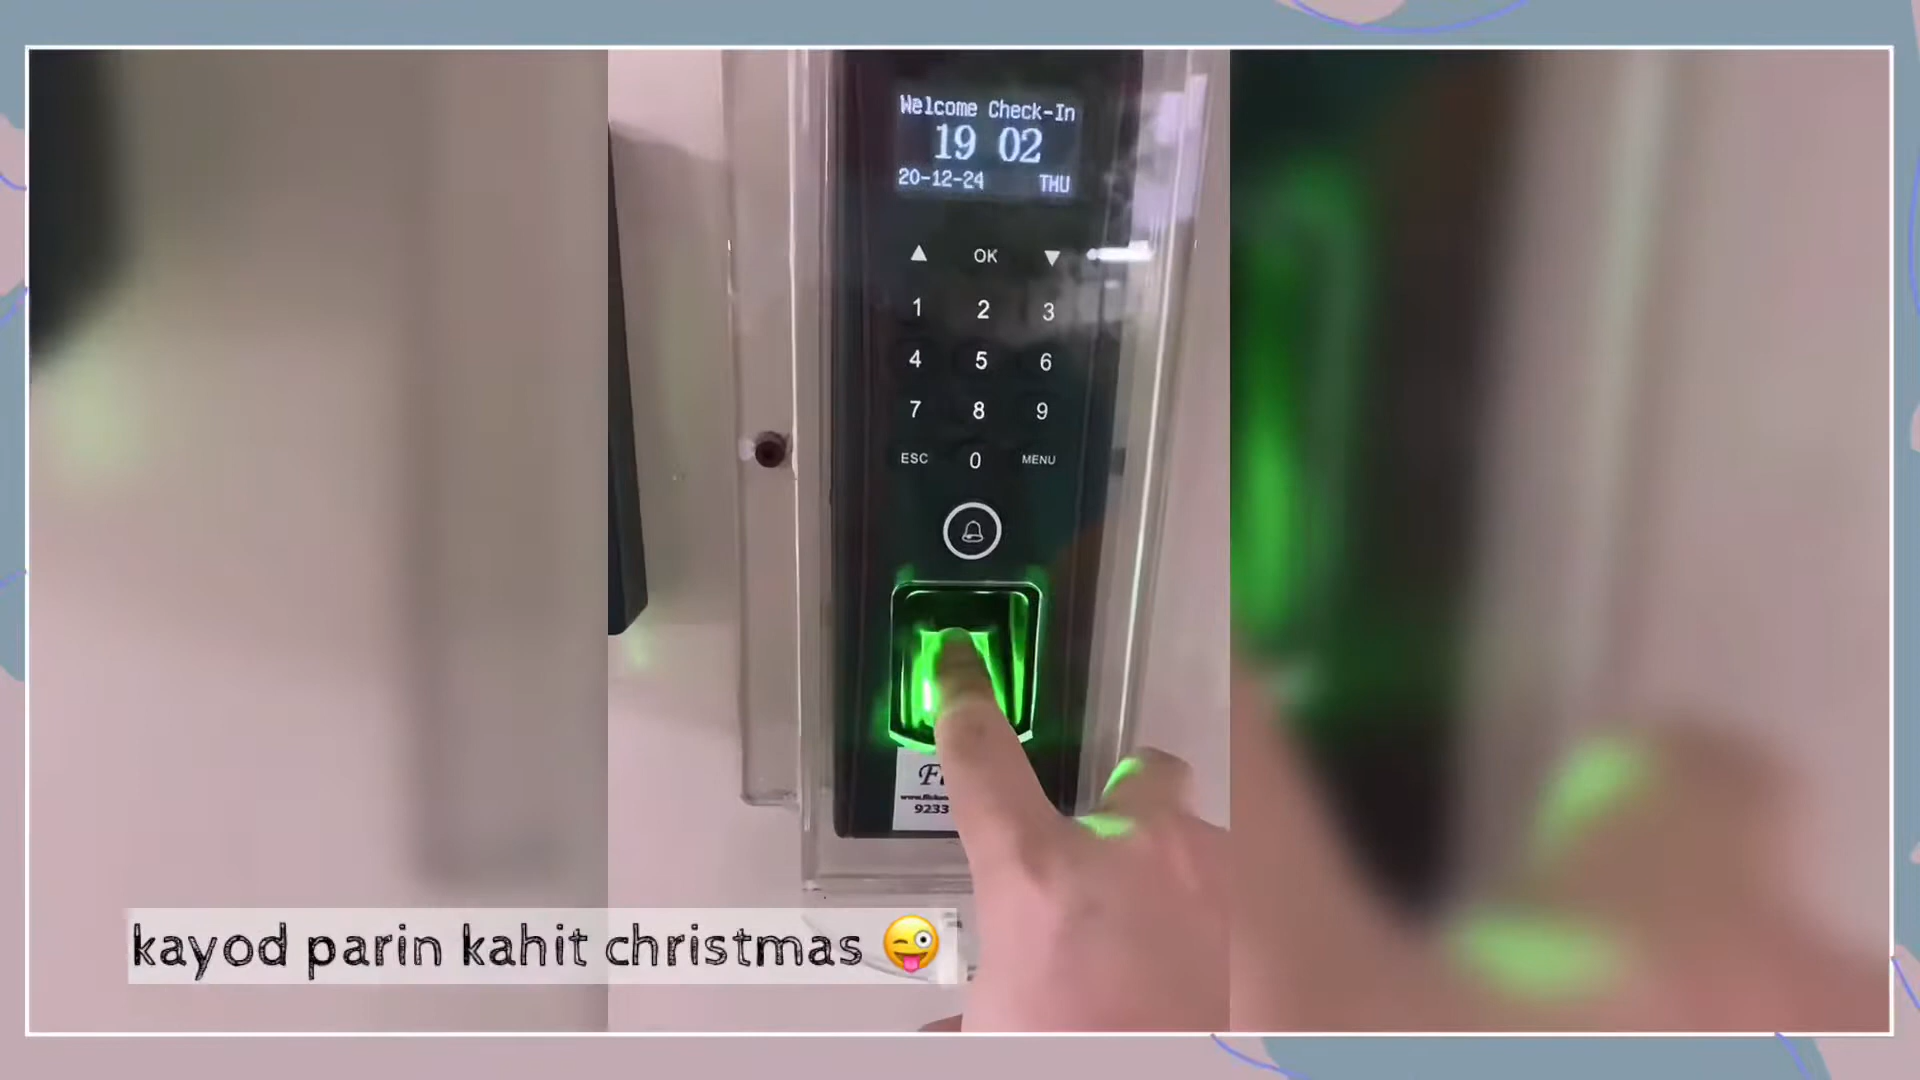 Welcome Check-In
19 02
20-12-24 THU
OK
1 2 3
4 5 6
7 8 9
ESC 0 MENU
9233
kayod parin kahit christmas 😜